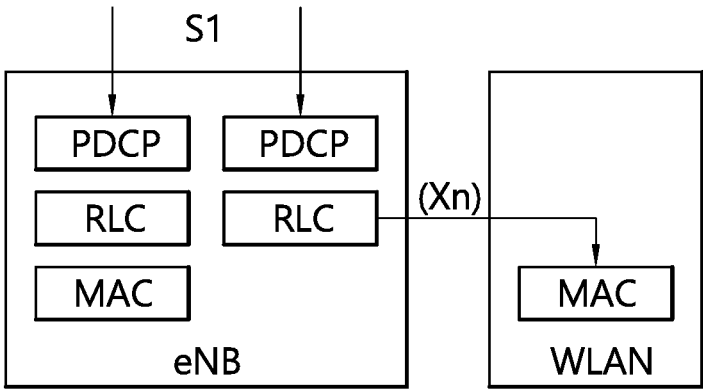 S1
PDCP PDCP
RLC RLC (Xn)
MAC MAC
eNB WLAN